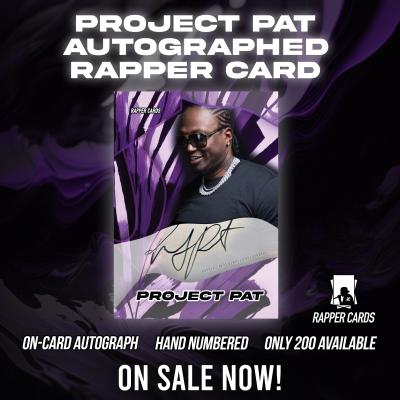 PROJECT PAT
AUTOGRAPHED
RAPPER CARD
RAPPER CARDS
PROJECT PAT
RAPPER CARDS
ON-CARD AUTOGRAPH HAND NUMBERED ONLY 200 AVAILABLE
ON SALE NOW!